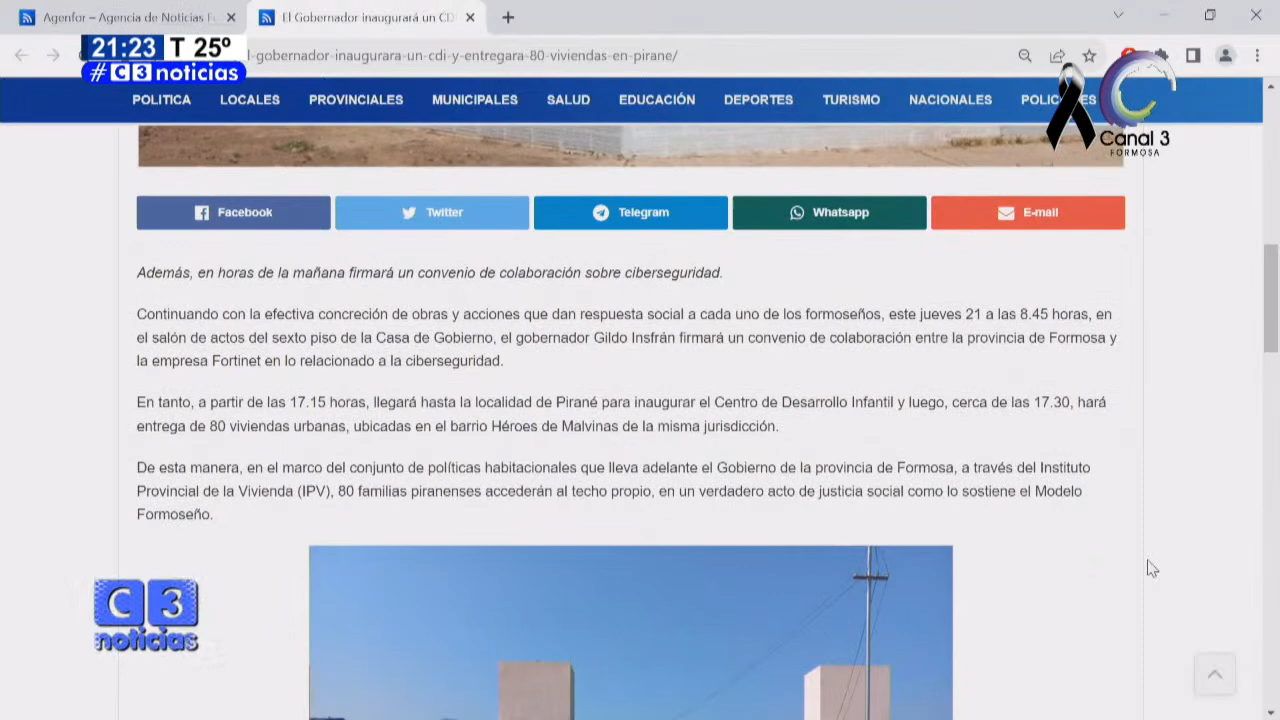 Agenfor – Agencia de Noticias F
El Gobernador inaugurará un CD
21:23 T 25º
#C3noticias
l-gobernador-inaugurara-un-cdi-y-entregara-80-viviendas-en-pirane/
POLITICA LOCALES PROVINCIALES MUNICIPALES SALUD EDUCACIÓN DEPORTES TURISMO NACIONALES
Canal 3
FORMOSA
Facebook Twitter Telegram Whatsapp E-mail
Además, en horas de la mañana firmará un convenio de colaboración sobre ciberseguridad.
Continuando con la efectiva concreción de obras y acciones que dan respuesta social a cada uno de los formoseños, este jueves 21 a las 8.45 horas, en
el salón de actos del sexto piso de la Casa de Gobierno, el gobernador Gildo Insfrán firmará un convenio de colaboración entre la provincia de Formosa y
la empresa Fortinet en lo relacionado a la ciberseguridad.
En tanto, a partir de las 17.15 horas, llegará hasta la localidad de Pirané para inaugurar el Centro de Desarrollo Infantil y luego, cerca de las 17.30, hará
entrega de 80 viviendas urbanas, ubicadas en el barrio Héroes de Malvinas de la misma jurisdicción.
De esta manera, en el marco del conjunto de políticas habitacionales que lleva adelante el Gobierno de la provincia de Formosa, a través del Instituto
Provincial de la Vivienda (IPV), 80 familias piranenses accederán al techo propio, en un verdadero acto de justicia social como lo sostiene el Modelo
Formoseño.
C3
noticias